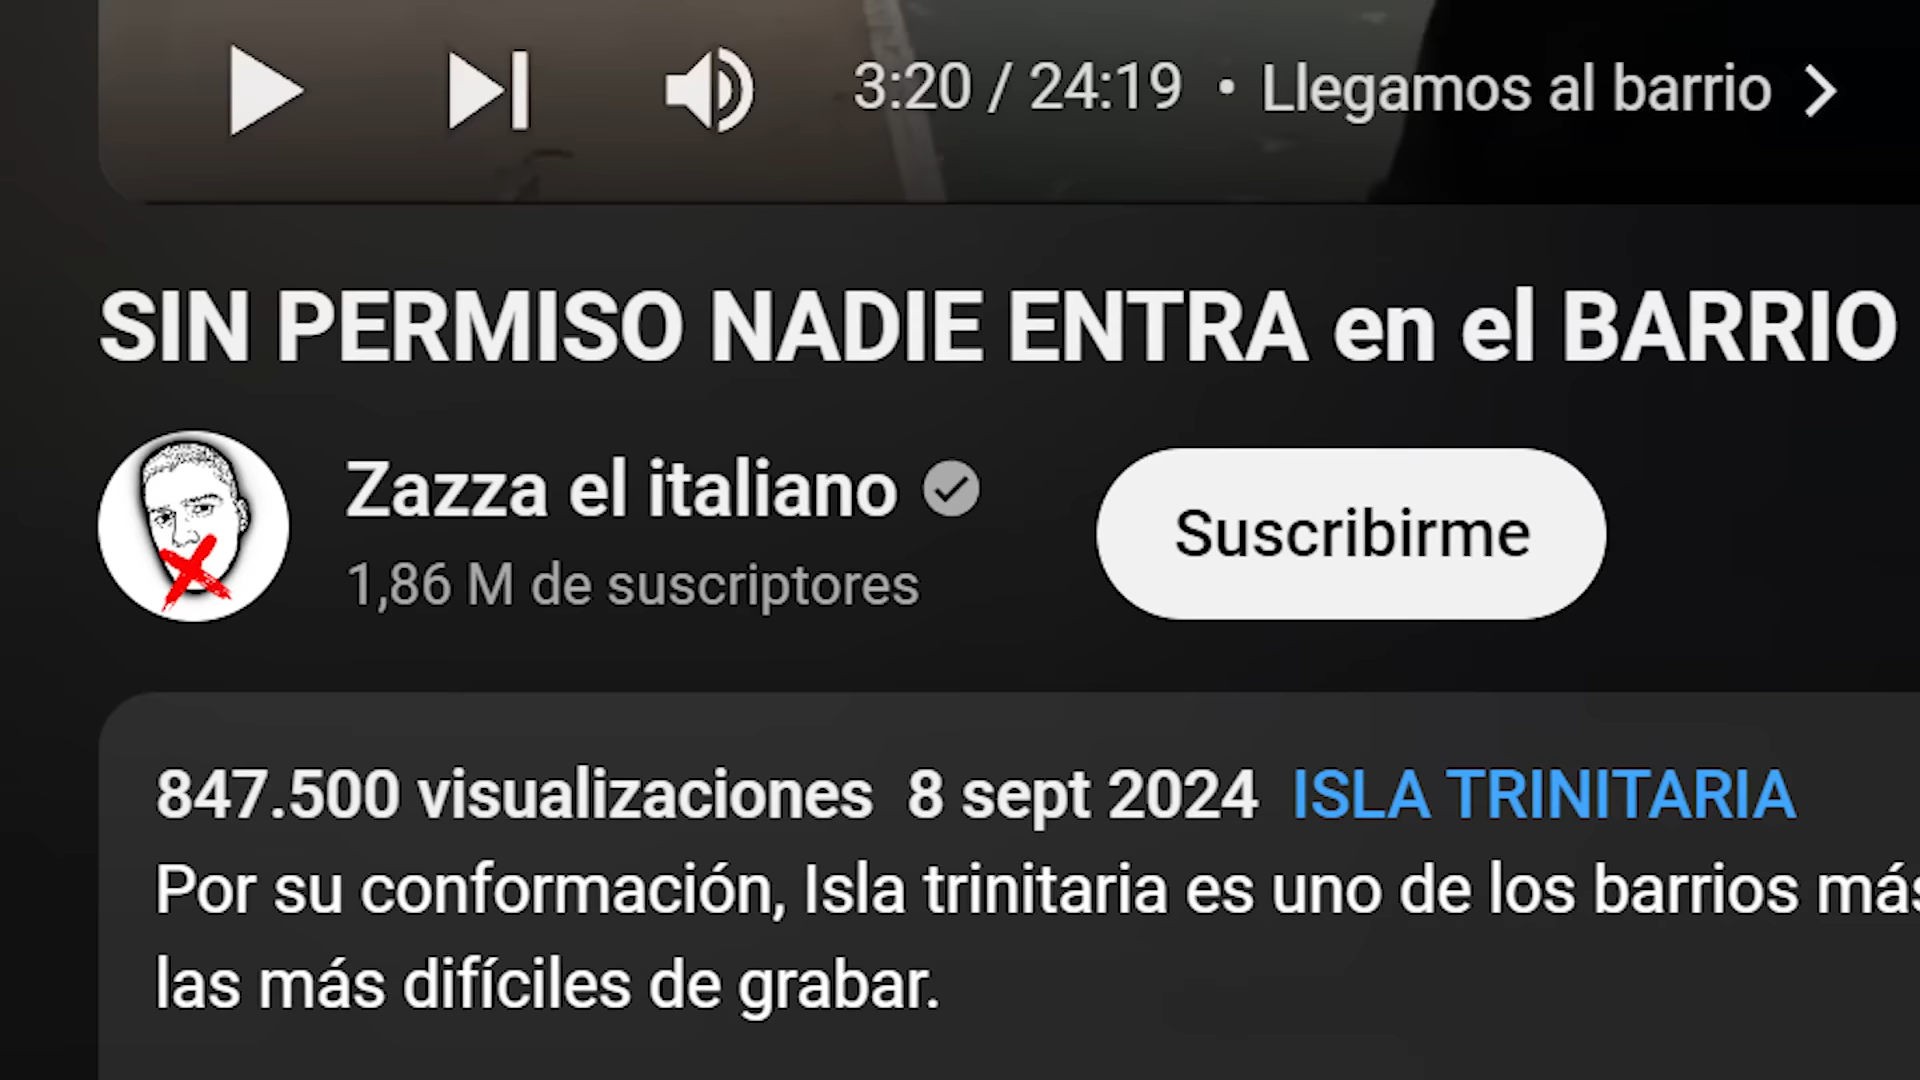 3:20 / 24:19 • Llegamos al barrio
SIN PERMISO NADIE ENTRA en el BARRIO
Zazza el italiano
1,86 M de suscriptores
Suscribirme
847.500 visualizaciones 8 sept 2024 ISLA TRINITARIA
Por su conformación, Isla trinitaria es uno de los barrios más
las más difíciles de grabar.